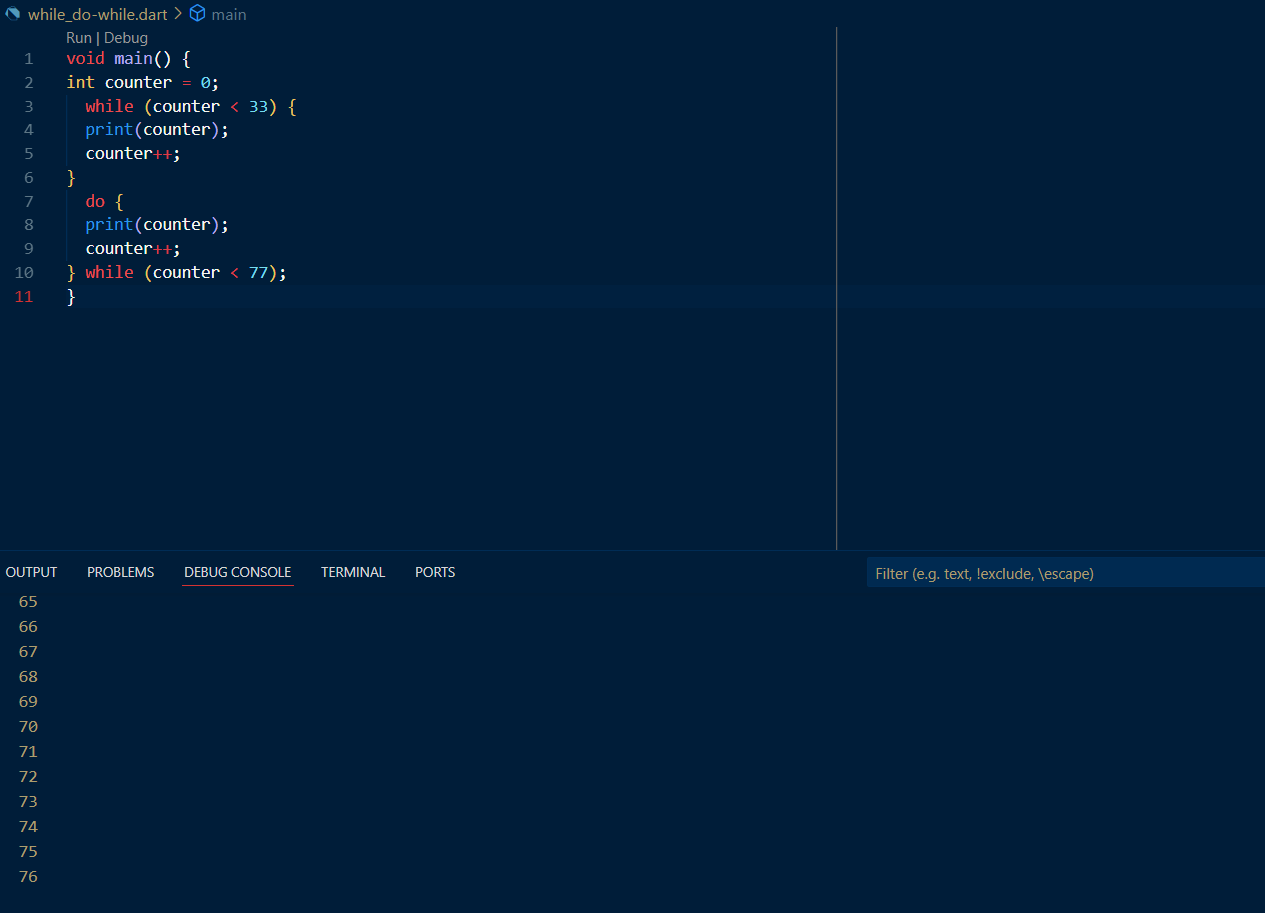 while_do-while.dart > main
Run | Debug
1 void main() {
2 int counter = 0;
3   while (counter < 33) {
4   print(counter);
5   counter++;
6 }
7   do {
8   print(counter);
9   counter++;
10 } while (counter < 77);
11 }
OUTPUT PROBLEMS DEBUG CONSOLE TERMINAL PORTS Filter (e.g. text, !exclude, \escape)
65
66
67
68
69
70
71
72
73
74
75
76